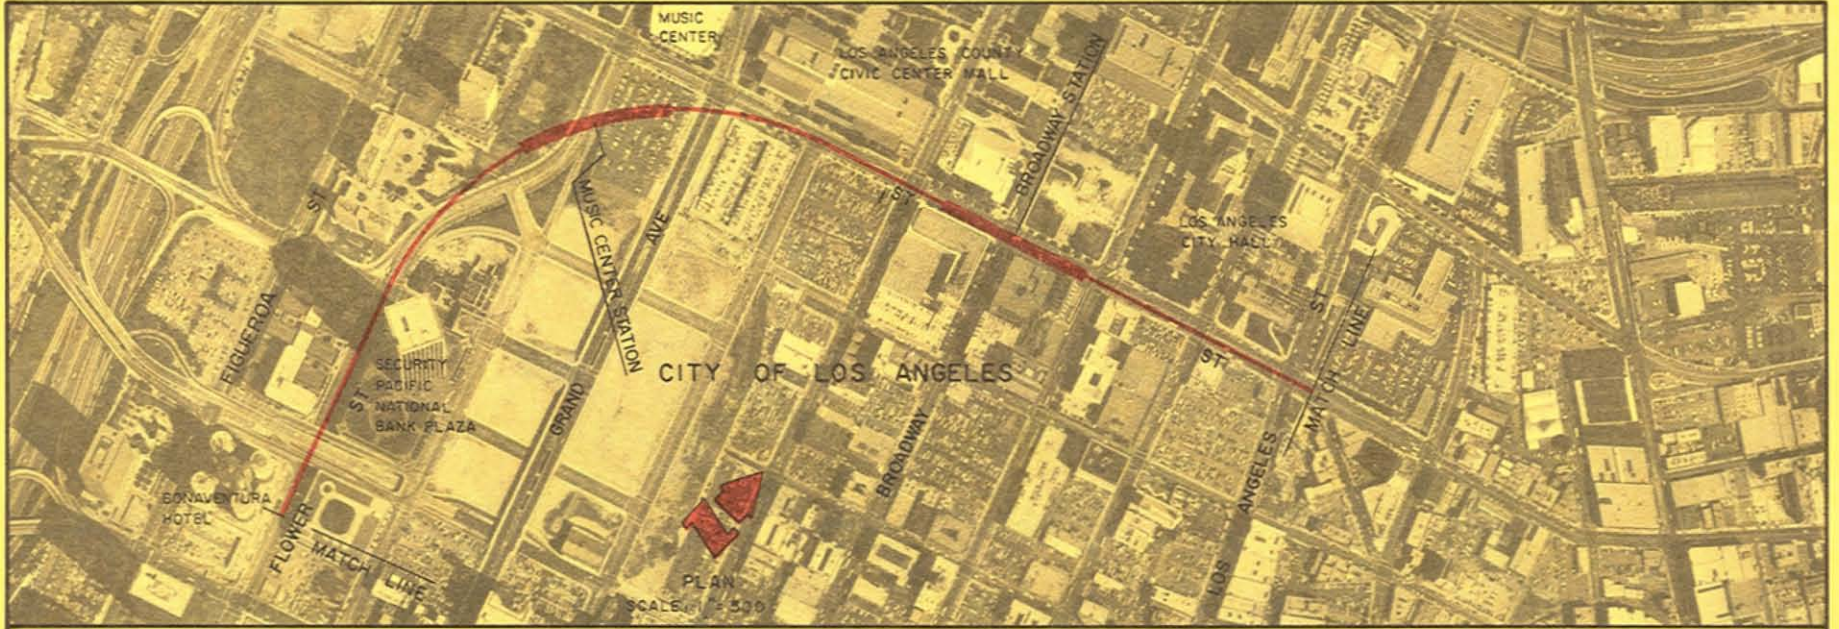 MUSIC
CENTER
LOS ANGELES COUNTY
CIVIC CENTER MALL
BROADWAY STATION
ST
1 ST
MUSIC CENTER STATION
AVE
LOS ANGELES
CITY HALL
ST
MATCH LINE
FIGUEROA
SECURITY
PACIFIC
NATIONAL
BANK PLAZA
ST
ST
CITY OF LOS ANGELES
GRAND
BROADWAY
LOS ANGELES
BONAVENTURA
HOTEL
FLOWER
MATCH LINE
PLAN
SCALE: